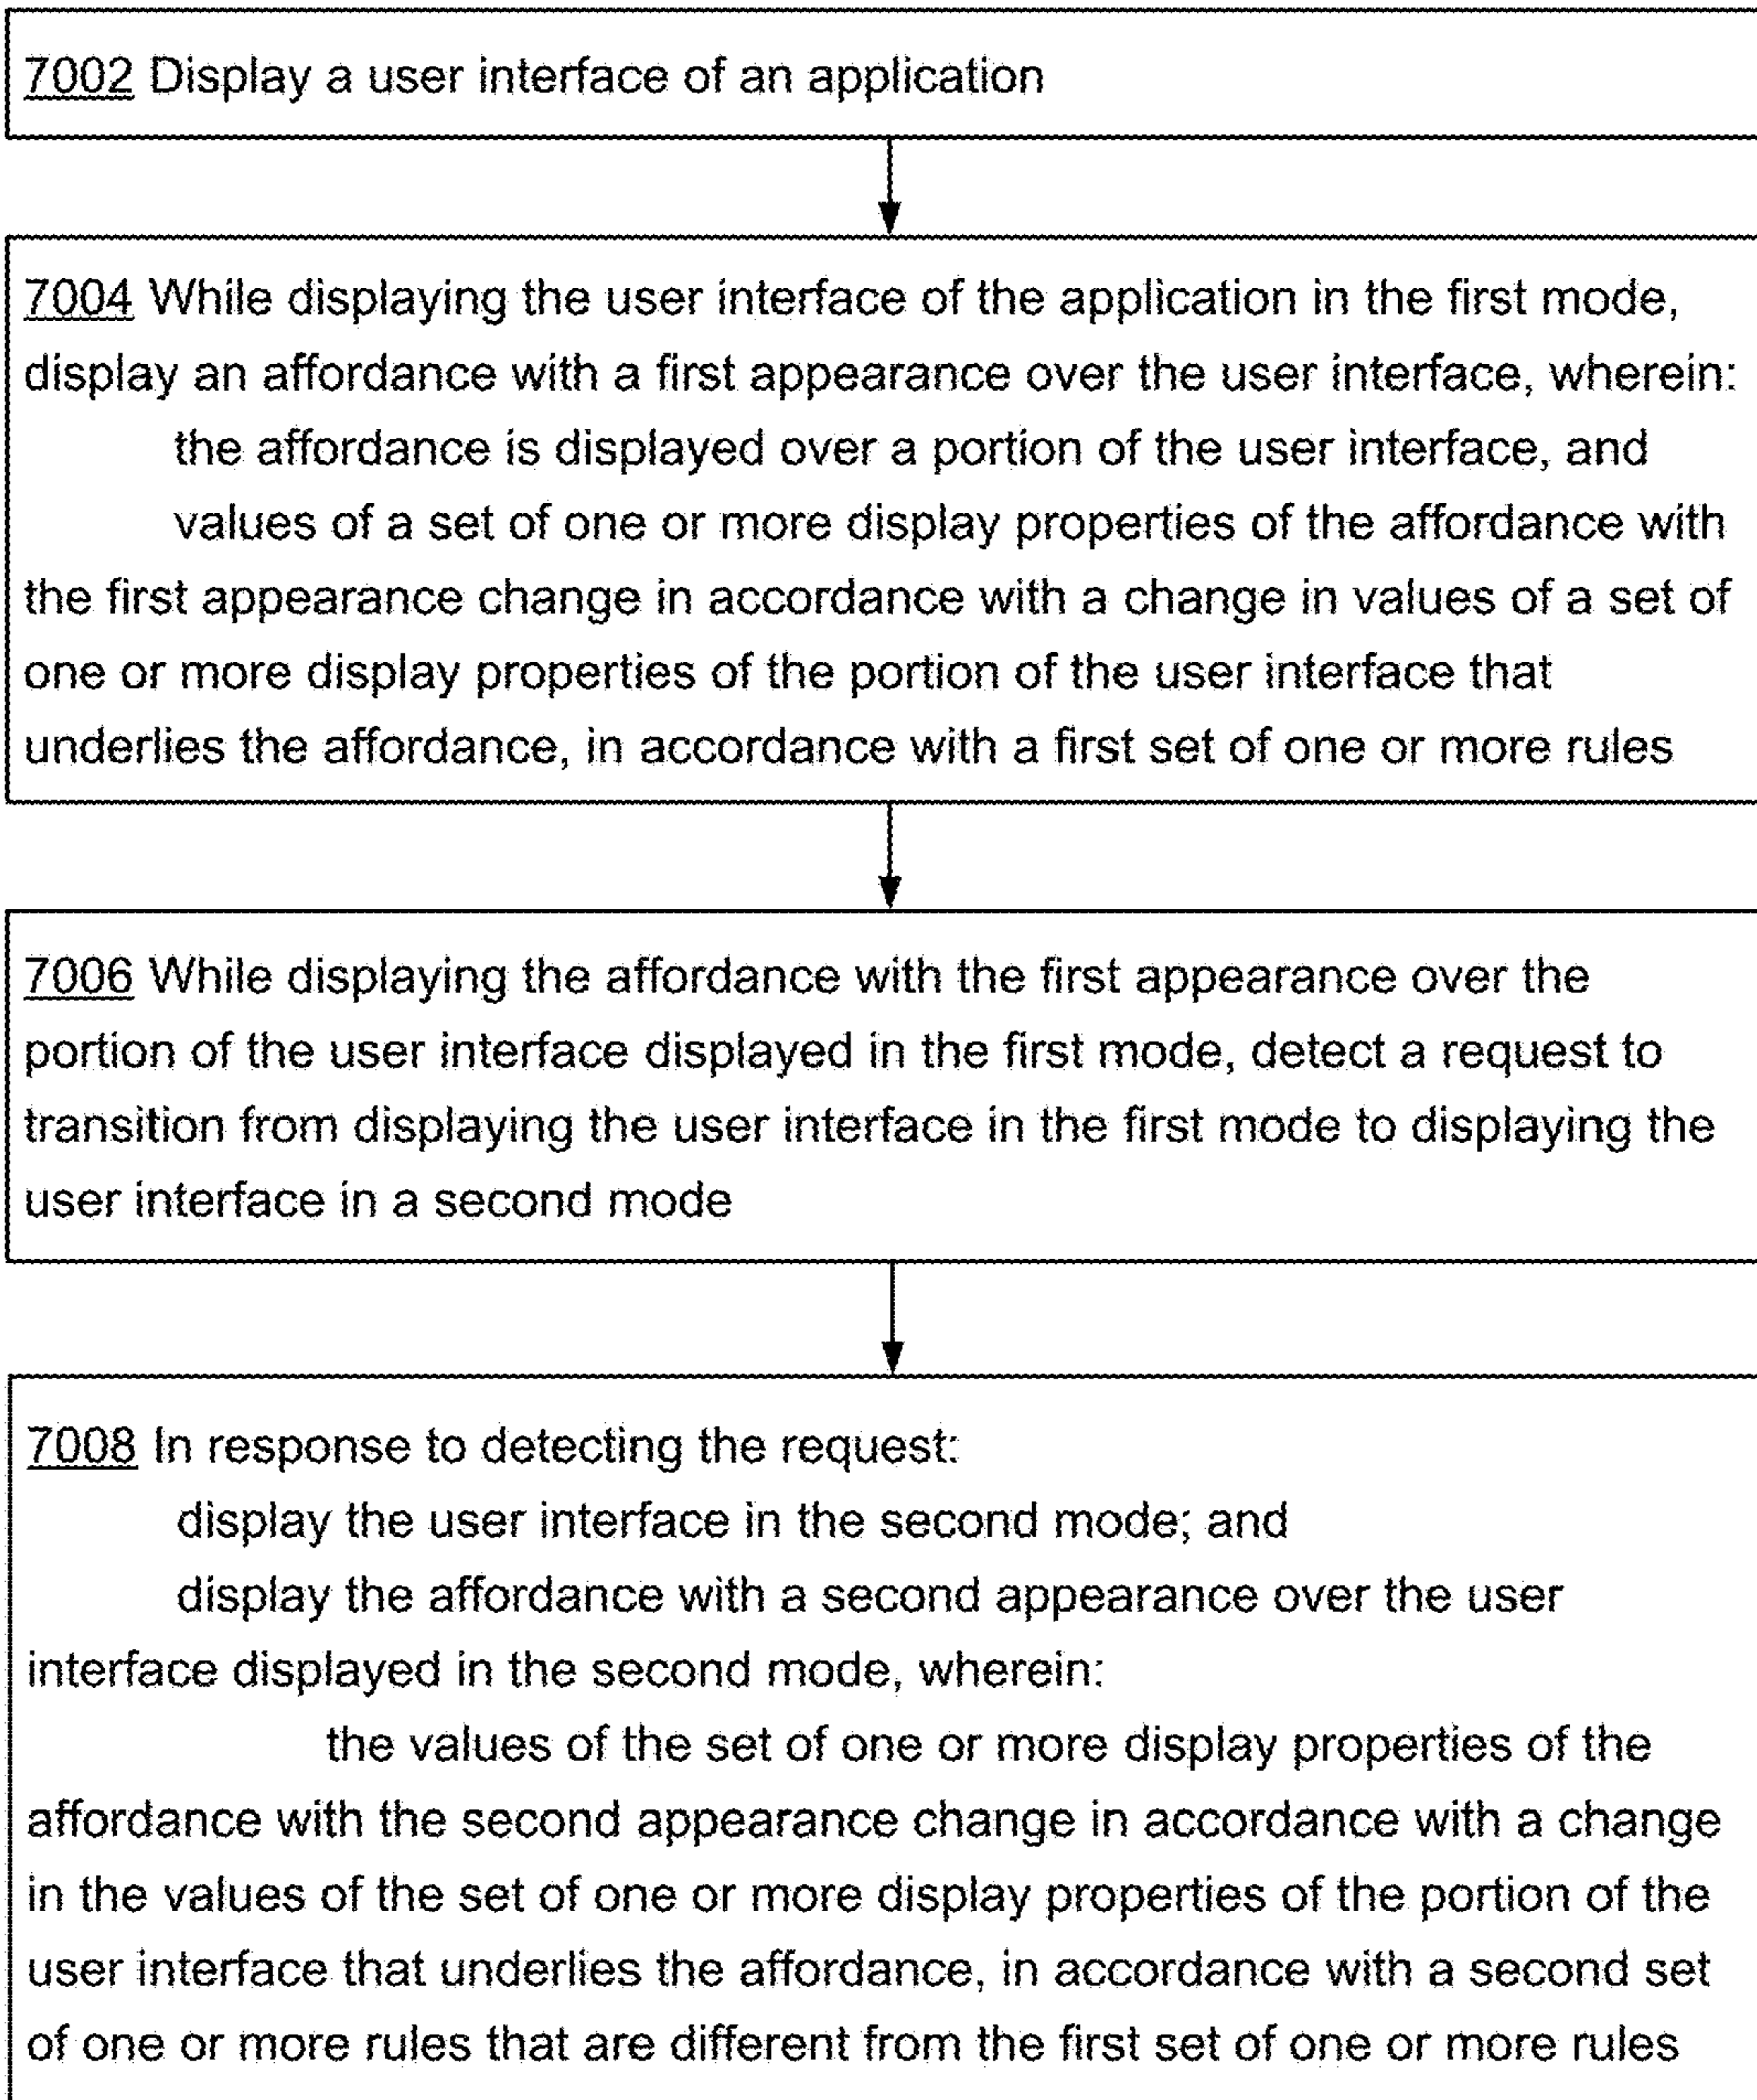 7002 Display a user interface of an application
7004 While displaying the user interface of the application in the first mode,
display an affordance with a first appearance over the user interface, wherein:
the affordance is displayed over a portion of the user interface, and
values of a set of one or more display properties of the affordance with
the first appearance change in accordance with a change in values of a set of
one or more display properties of the portion of the user interface that
underlies the affordance, in accordance with a first set of one or more rules
7006 While displaying the affordance with the first appearance over the
portion of the user interface displayed in the first mode, detect a request to
transition from displaying the user interface in the first mode to displaying the
user interface in a second mode
7008 In response to detecting the request:
display the user interface in the second mode; and
display the affordance with a second appearance over the user
interface displayed in the second mode, wherein:
the values of the set of one or more display properties of the
affordance with the second appearance change in accordance with a change
in the values of the set of one or more display properties of the portion of the
user interface that underlies the affordance, in accordance with a second set
of one or more rules that are different from the first set of one or more rules